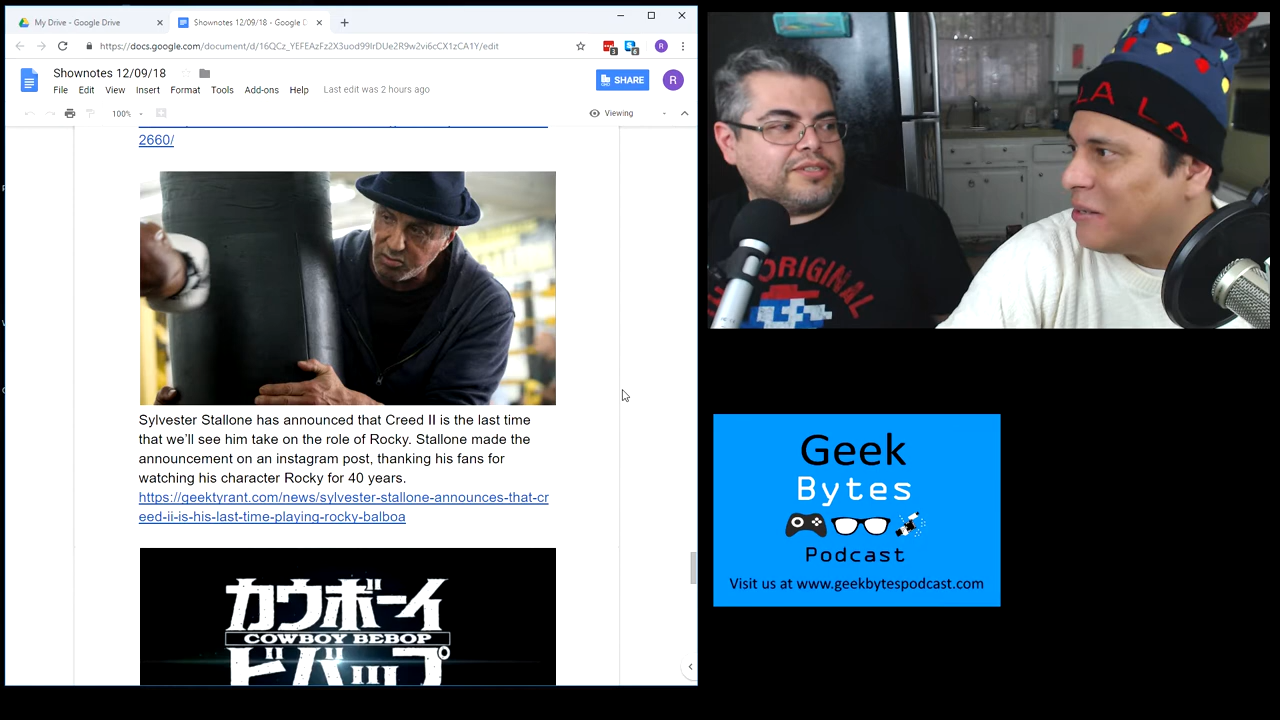 My Drive - Google Drive
Shownotes 12/09/18 - Google D
https://docs.google.com/document/d/16QCz_YEFEAzFz2X3uod99IrDUe2R9w2vi6cCX1zCA1Y/edit
Shownotes 12/09/18
File Edit View Insert Format Tools Add-ons Help Last edit was 2 hours ago
SHARE
R
100%
Viewing
2660/
Sylvester Stallone has announced that Creed II is the last time
that we'll see him take on the role of Rocky. Stallone made the
announcement on an instagram post, thanking his fans for
watching his character Rocky for 40 years.
https://geektyrant.com/news/sylvester-stallone-announces-that-cr
eed-ii-is-his-last-time-playing-rocky-balboa
カウボーイ
COWBOY BEBOP
ビバップ
LA LA
ORIGINAL
Geek
Bytes
Podcast
Visit us at www.geekbytespodcast.com